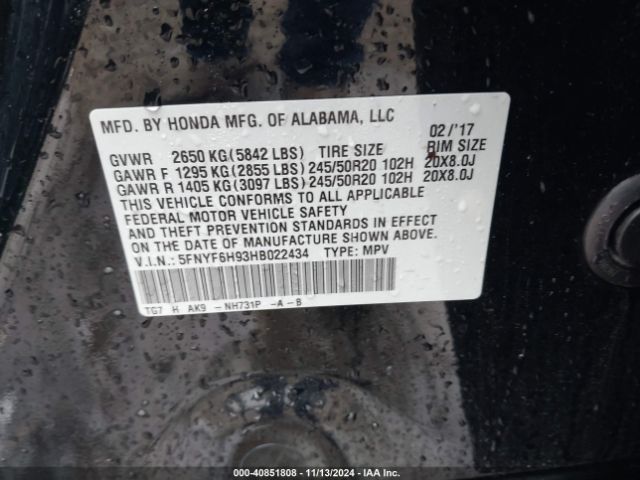 MFD. BY HONDA MFG. OF ALABAMA, LLC 02/'17
GVWR 2650 KG(5842 LBS) TIRE SIZE RIM SIZE
GAWR F 1295 KG(2855 LBS)245/50R20 102H 20X8.0J
GAWR R 1405 KG(3097 LBS)245/50R20 102H 20X8.0J
THIS VEHICLE CONFORMS TO ALL APPLICABLE
FEDERAL MOTOR VEHICLE SAFETY
AND THEFT PREVENTION STANDARDS IN EFFECT
ON THE DATE OF MANUFACTURE SHOWN ABOVE.
V.I.N.: 5FNYF6H93HB022434 TYPE: MPV
TG7 H AK9 -NH731P -A-B
000-40851808 - 11/13/2024 - IAA Inc.